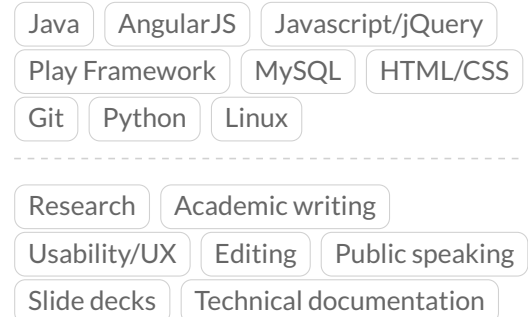 Java AngularJS Javascript/jQuery
Play Framework MySQL HTML/CSS
Git Python Linux
Research Academic writing
Usability/UX Editing Public speaking
Slide decks Technical documentation